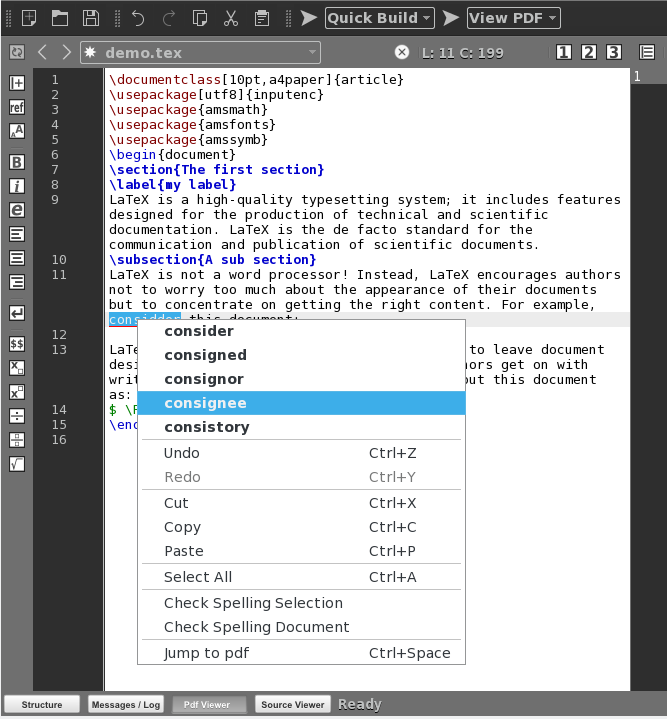 Quick Build View PDF
demo.tex L: 11 C: 199 1 2 3
1
1 \documentclass[10pt,a4paper]{article}
2 \usepackage[utf8]{inputenc}
3 \usepackage{amsmath}
4 \usepackage{amsfonts}
5 \usepackage{amssymb}
6 \begin{document}
7 \section{The first section}
8 \label{my label}
9 LaTeX is a high-quality typesetting system; it includes features
designed for the production of technical and scientific
documentation. LaTeX is the de facto standard for the
communication and publication of scientific documents.
10 \subsection{A sub section}
11 LaTeX is not a word processor! Instead, LaTeX encourages authors
not to worry too much about the appearance of their documents
but to concentrate on getting the right content. For example,
considder this document:
12
13 LaTe to leave document
desi ors get on with
writ out this document
as:
14 $ \
15 \enc
16
consider
consigned
consignor
consignee
consistory
Undo Ctrl+Z
Redo Ctrl+Y
Cut Ctrl+X
Copy Ctrl+C
Paste Ctrl+P
Select All Ctrl+A
Check Spelling Selection
Check Spelling Document
Jump to pdf Ctrl+Space
ref
A A
B
i
e
$$
Structure Messages / Log Pdf Viewer Source Viewer Ready